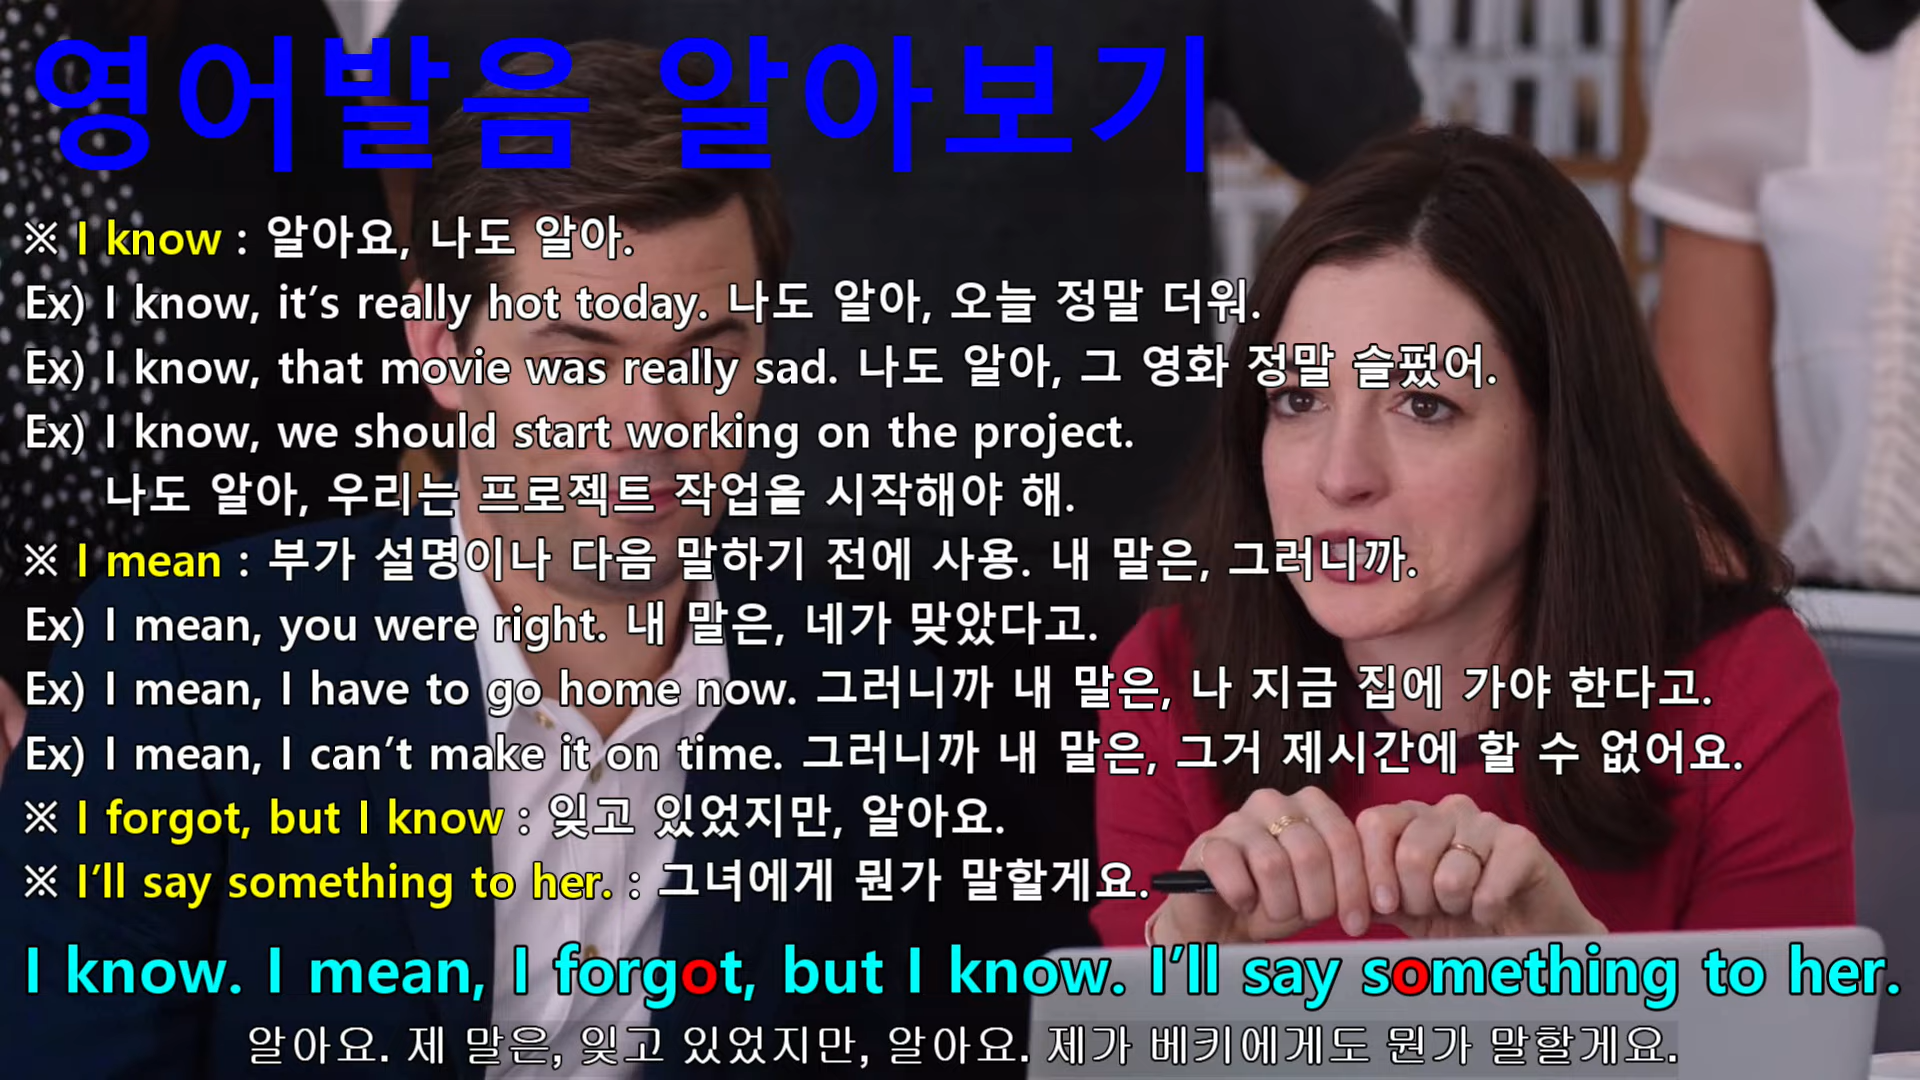 영어발음 알아보기
※ I know : 알아요, 나도 알아.
Ex) I know, it’s really hot today. 나도 알아, 오늘 정말 더워.
Ex) I know, that movie was really sad. 나도 알아, 그 영화 정말 슬펐어.
Ex) I know, we should start working on the project.
나도 알아, 우리는 프로젝트 작업을 시작해야 해.
※ I mean : 부가 설명이나 다음 말하기 전에 사용. 내 말은, 그러니까.
Ex) I mean, you were right. 내 말은, 네가 맞았다고.
Ex) I mean, I have to go home now. 그러니까 내 말은, 나 지금 집에 가야 한다고.
Ex) I mean, I can’t make it on time. 그러니까 내 말은, 그거 제시간에 할 수 없어요.
※ I forgot, but I know : 잊고 있었지만, 알아요.
※ I’ll say something to her. : 그녀에게 뭔가 말할게요.
I know. I mean, I forgot, but I know. I’ll say something to her.
알아요. 제 말은, 잊고 있었지만, 알아요. 제가 베키에게도 뭔가 말할게요.